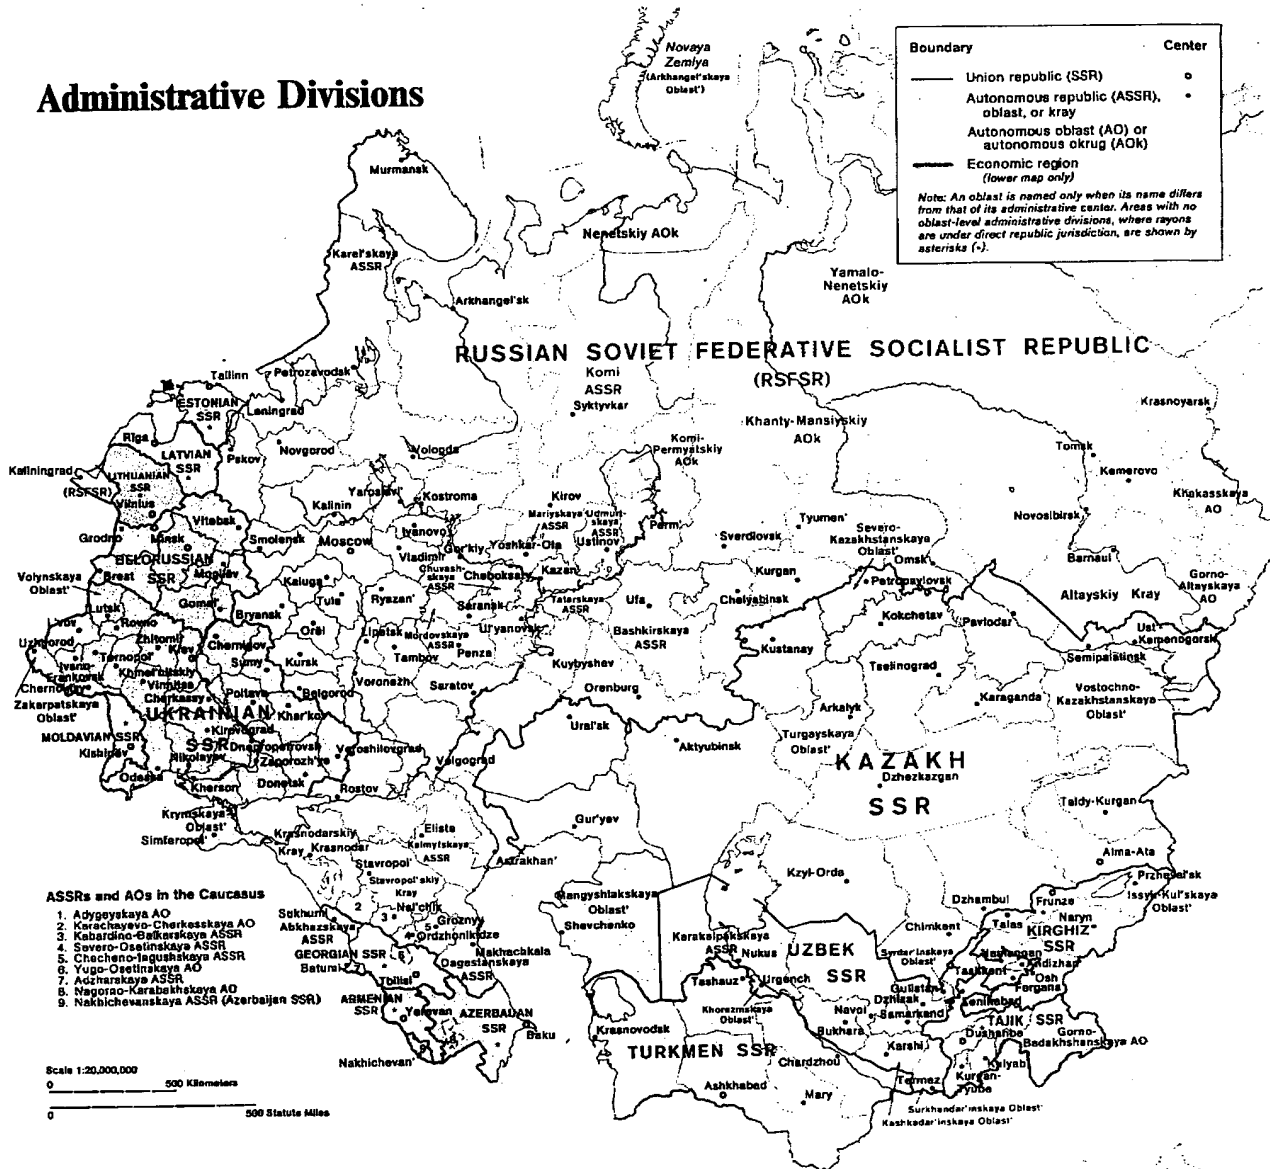 Administrative Divisions
Novaya
Zemlya
(Arkhangel'skaya
Oblast')
Boundary Center
Union republic (SSR)
Autonomous republic (ASSR),
oblast, or kray
Autonomous oblast (AO) or
autonomous okrug (AOk)
Economic region
(lower map only)
Note: An oblast is named only when its name differs
from that of its administrative center. Areas with no
oblast-level administrative divisions, where rayons
are under direct republic jurisdiction, are shown by
asterisks (*).
Murmansk
Nenetskiy AOk
Karel'skaya
ASSR
Yamalo-
Nenetskiy
AOk
Arkhangel'sk
RUSSIAN SOVIET FEDERATIVE SOCIALIST REPUBLIC
(RSFSR)
Komi
ASSR
Syktyvkar
Tallinn
Petrozavodsk
ESTONIAN
SSR
Leningrad
Krasnoyarsk
Khanty-Mansiyskiy
AOk
Riga
LATVIAN
SSR
Pskov
Novgorod
Vologda
Komi-
Permyatskiy
AOk
Tomsk
Kemerovo
Kaliningrad
(RSFSR)
LITHUANIAN
SSR
Vilnius
Yaroslavl'
Kostroma
Kirov
Khakasskaya
AO
Kalinin
Mariyskaya
ASSR
Udmurt-
skaya
ASSR
Perm'
Tyumen'
Novosibirsk
Vitebsk
Ivanovo
Grodno
Minsk
Smolensk
Moscow
Vladimir
Gor'kiy
Yoshkar-Ola
Ustinov
Sverdlovsk
Severo-
Kazakhstanskaya
Oblast'
Omsk
Barnaul
BELORUSSIAN
SSR
Brest
Mogilev
Volynskaya
Oblast'
Kaluga
Chuvash-
skaya
ASSR
Cheboksary
Kazan'
Kurgan
Petropavlovsk
Gorno-
Altayskaya
AO
Altayskiy Kray
Lutsk
Rovno
Gomel'
Bryansk
Tula
Ryazan'
Saransk
Tatarskaya
ASSR
Ufa
Chelyabinsk
Kokchetav
Pavlodar
L'vov
Uzhgorod
Zhitomir
Kiev
Chernigov
Orel
Lipetsk
Mordovskaya
ASSR
Ul'yanovsk
Bashkirskaya
ASSR
Kustanay
Ust'
Kamenogorsk
Semipalatinsk
Ivano-
Frankovsk
Ternopol'
Khmel'nitskiy
Vinnitsa
Sumy
Kursk
Tambov
Penza
Kuybyshev
Tselinograd
Chernovtsy
Cherkassy
Poltava
Belgorod
Voronezh
Saratov
Orenburg
Karaganda
Vostochno-
Kazakhstanskaya
Oblast'
Zakarpatskaya
Oblast'
UKRAINIAN
SSR
Khar'kov
Ural'sk
Arkalyk
Turgayskaya
Oblast'
MOLDAVIAN SSR
Kishinev
Kirovograd
Dnepropetrovsk
Voroshilovgrad
Aktyubinsk
Nikolayev
Zaporozh'ye
Volgograd
KAZAKH
SSR
Dzhezkazgan
Odessa
Kherson
Donetsk
Rostov
Taldy-Kurgan
Krymskaya
Oblast'
Simferopol'
Krasnodarskiy
Kray
Krasnodar
Elista
Kalmytskaya
ASSR
Gur'yev
Astrakhan'
Stavropol'
Stavropol'skiy
Kray
Alma-Ata
Kzyl-Orda
Przheval'sk
Issyk-Kul'skaya
Oblast'
ASSRs and AOs in the Caucasus
1. Adygeyskaya AO
2. Karachayevo-Cherkesskaya AO
3. Kabardino-Balkarskaya ASSR
4. Severo-Osetinskaya ASSR
5. Checheno-Ingushskaya ASSR
6. Yugo-Osetinskaya AO
7. Adzharskaya ASSR
8. Nagorno-Karabakhskaya AO
9. Nakhichevanskaya ASSR (Azerbaijan SSR)
1
2
3
5
6
Nal'chik
Groznyy
Ordzhonikidze
Mangyshlakskaya
Oblast'
Shevchenko
Dzhambul
Frunze
Naryn
Talas
KIRGHIZ
SSR
Sukhumi
Abkhazskaya
ASSR
Makhachkala
Dagestanskaya
ASSR
Karakalpakskaya
ASSR
Nukus
Chimkent
GEORGIAN SSR
Batumi
Tbilisi
UZBEK
SSR
Syrdar'inskaya
Oblast'
Namangan
Andizhan
Tashkent
Osh
Fergana
Tashauz
Urgench
Gulistan
Dzhizak
Leninabad
ARMENIAN
SSR
Yerevan
AZERBAIJAN
SSR
Baku
Khorezmskaya
Oblast'
Navoi
Samarkand
Bukhara
TAJIK SSR
Dushanbe
Gorno-
Badakhshanskaya AO
Krasnovodsk
TURKMEN SSR
Karshi
Nakhichevan'
Chardzhou
Kulyab
Kurgan-
Tyube
Termez
Ashkhabad
Mary
Surkhandar'inskaya Oblast'
Kashkadar'inskaya Oblast'
Scale 1:20,000,000
0 500 Kilometers
0 500 Statute Miles